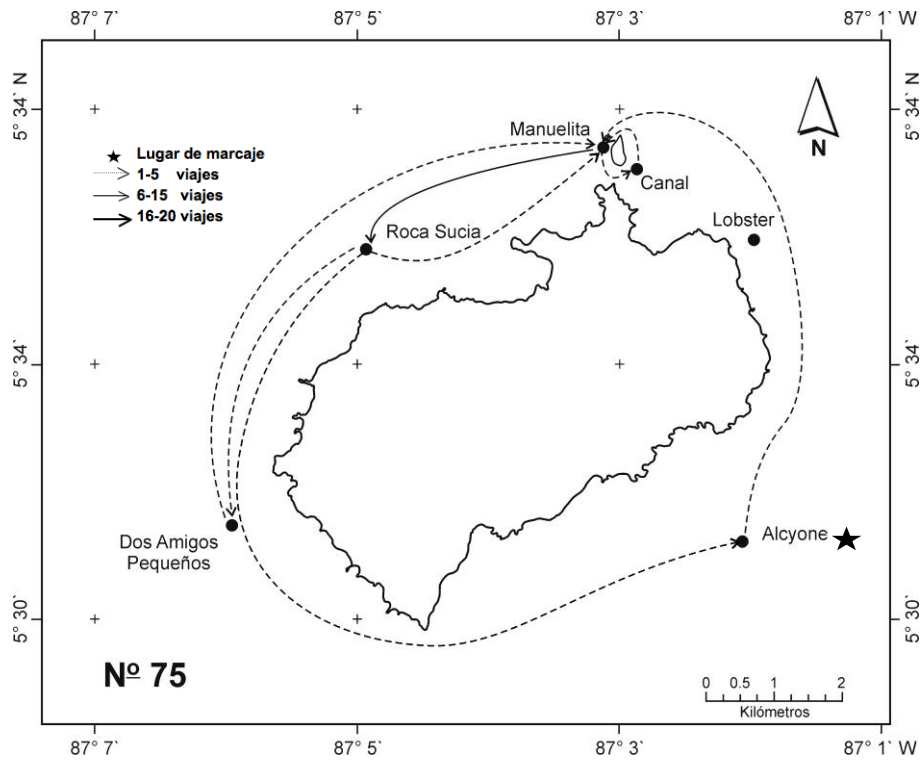 87° 7`
87° 5`
87° 3`
87° 1` W
5° 34` N
Manuelita
N
Lugar de marcaje
1-5 viajes
6-15 viajes
16-20 viajes
Canal
Roca Sucia
Lobster
5° 34`
5° 34` N
5° 34`
Dos Amigos
Pequeños
Alcyone
5° 30`
5° 30`
Nº 75
0 0.5 1 2
Kilómetros
87° 7`
87° 5`
87° 3`
87° 1` W